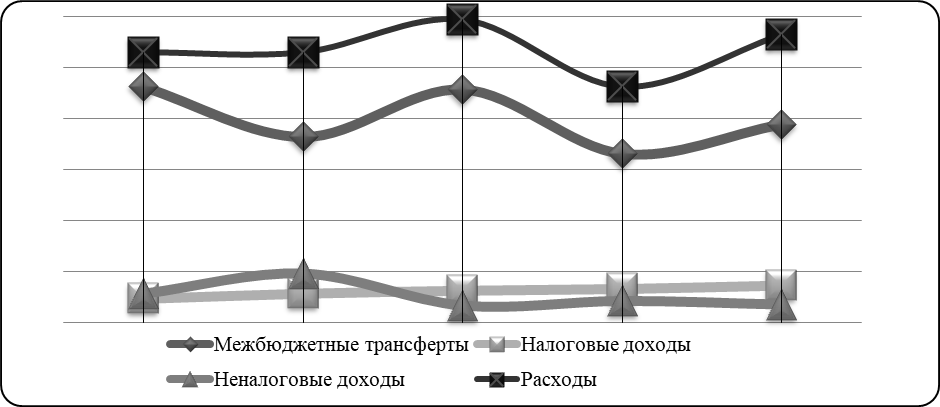 Межбюджетные трансферты Налоговые доходы
Неналоговые доходы Расходы